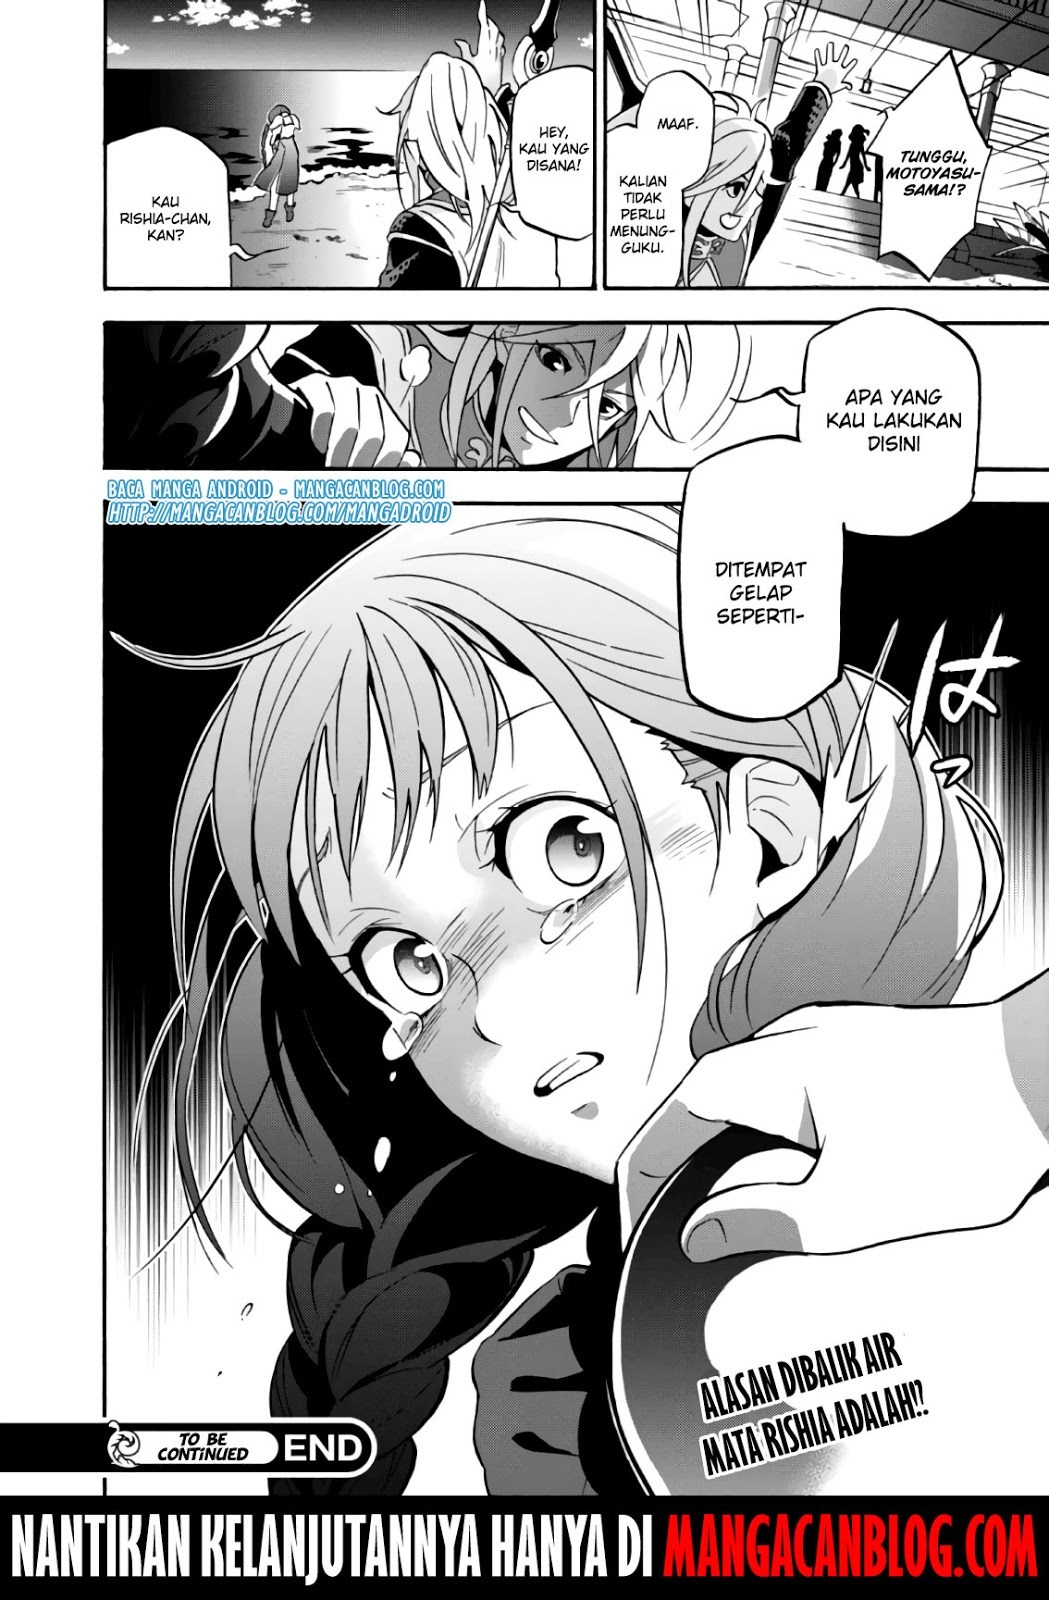 TUNGGU,
MOTOYASU-
SAMA!?
MAAF.
KALIAN
TIDAK
PERLU
MENUNG-
GUKU.
HEY,
KAU YANG
DISANA!
KAU
RISHIA-CHAN,
KAN?
APA YANG
KAU LAKUKAN
DISINI
BACA MANGA ANDROID - MANGACANBLOG.COM
HTTP://MANGACANBLOG.COM/MANGADROID
DITEMPAT
GELAP
SEPERTI-
はっ
ALASAN DIBALIK AIR
MATA RISHIA ADALAH!?
TO BE
CONTINUED
END
NANTIKAN KELANJUTANNYA HANYA DI MANGACANBLOG.COM